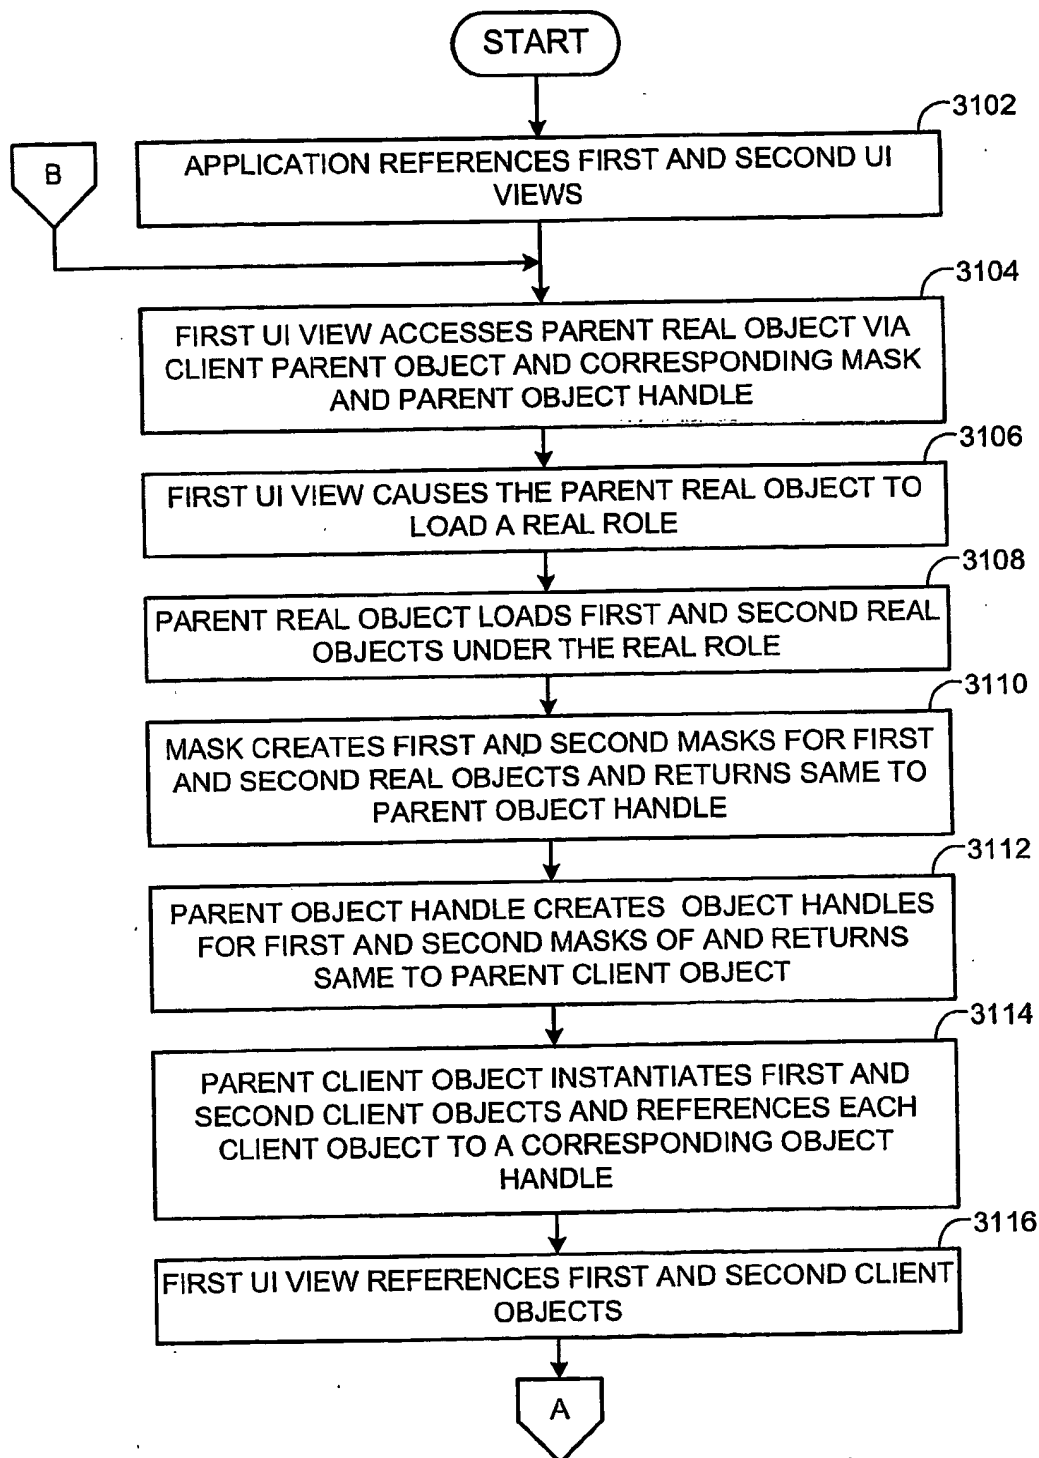 START
3102
APPLICATION REFERENCES FIRST AND SECOND UI
VIEWS
B
3104
FIRST UI VIEW ACCESSES PARENT REAL OBJECT VIA
CLIENT PARENT OBJECT AND CORRESPONDING MASK
AND PARENT OBJECT HANDLE
3106
FIRST UI VIEW CAUSES THE PARENT REAL OBJECT TO
LOAD A REAL ROLE
3108
PARENT REAL OBJECT LOADS FIRST AND SECOND REAL
OBJECTS UNDER THE REAL ROLE
3110
MASK CREATES FIRST AND SECOND MASKS FOR FIRST
AND SECOND REAL OBJECTS AND RETURNS SAME TO
PARENT OBJECT HANDLE
3112
PARENT OBJECT HANDLE CREATES OBJECT HANDLES
FOR FIRST AND SECOND MASKS OF AND RETURNS
SAME TO PARENT CLIENT OBJECT
3114
PARENT CLIENT OBJECT INSTANTIATES FIRST AND
SECOND CLIENT OBJECTS AND REFERENCES EACH
CLIENT OBJECT TO A CORRESPONDING OBJECT
HANDLE
3116
FIRST UI VIEW REFERENCES FIRST AND SECOND CLIENT
OBJECTS
A